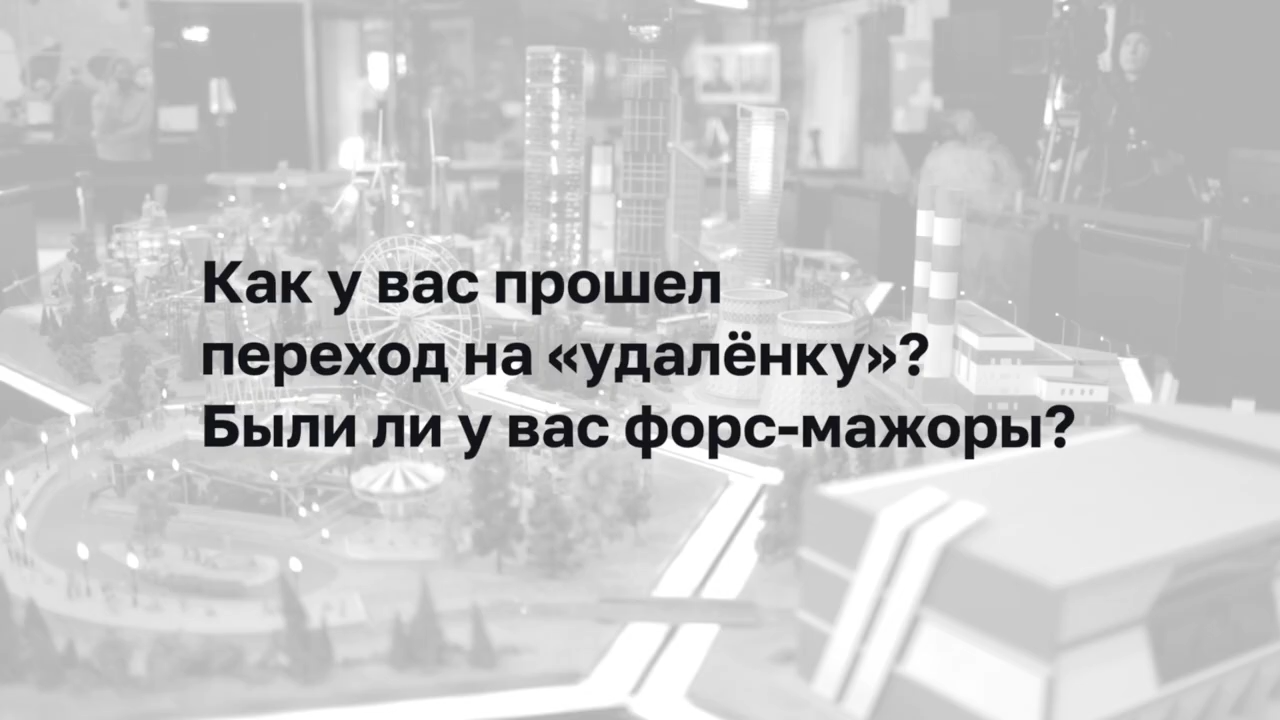 Как у вас прошел
переход на «удалёнку»?
Были ли у вас форс-мажоры?